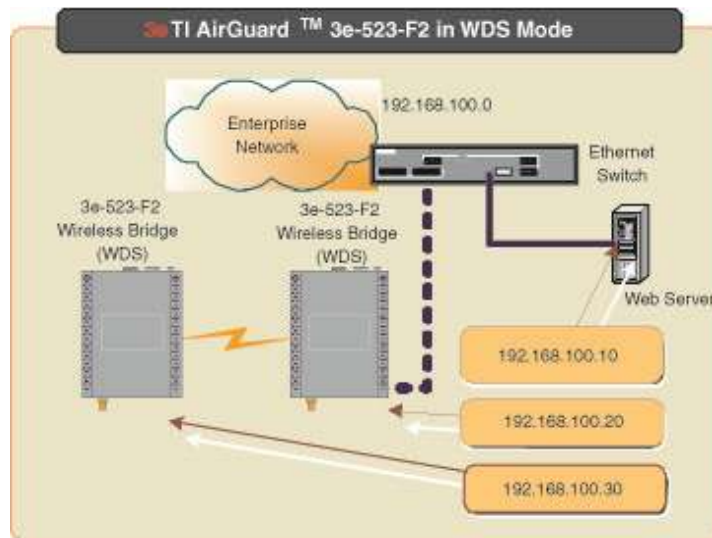 3eTI AirGuard ™ 3e-523-F2 in WDS Mode
192.168.100.0
Enterprise
Network
Ethernet
Switch
3e-523-F2
Wireless Bridge
(WDS)
3e-523-F2
Wireless Bridge
(WDS)
Web Server
192.168.100.10
192.168.100.20
192.168.100.30